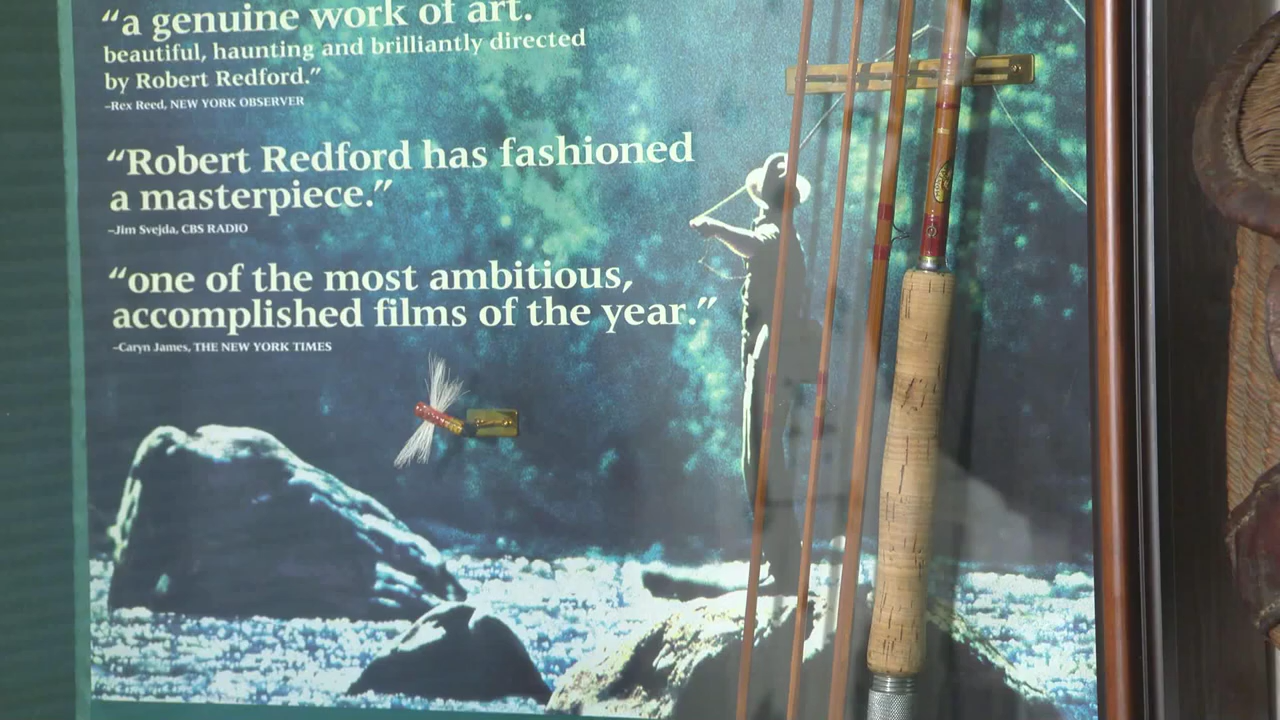 “a genuine work of art.
beautiful, haunting and brilliantly directed
by Robert Redford.”
–Rex Reed, NEW YORK OBSERVER
“Robert Redford has fashioned
a masterpiece.”
–Jim Svejda, CBS RADIO
“one of the most ambitious,
accomplished films of the year.”
–Caryn James, THE NEW YORK TIMES